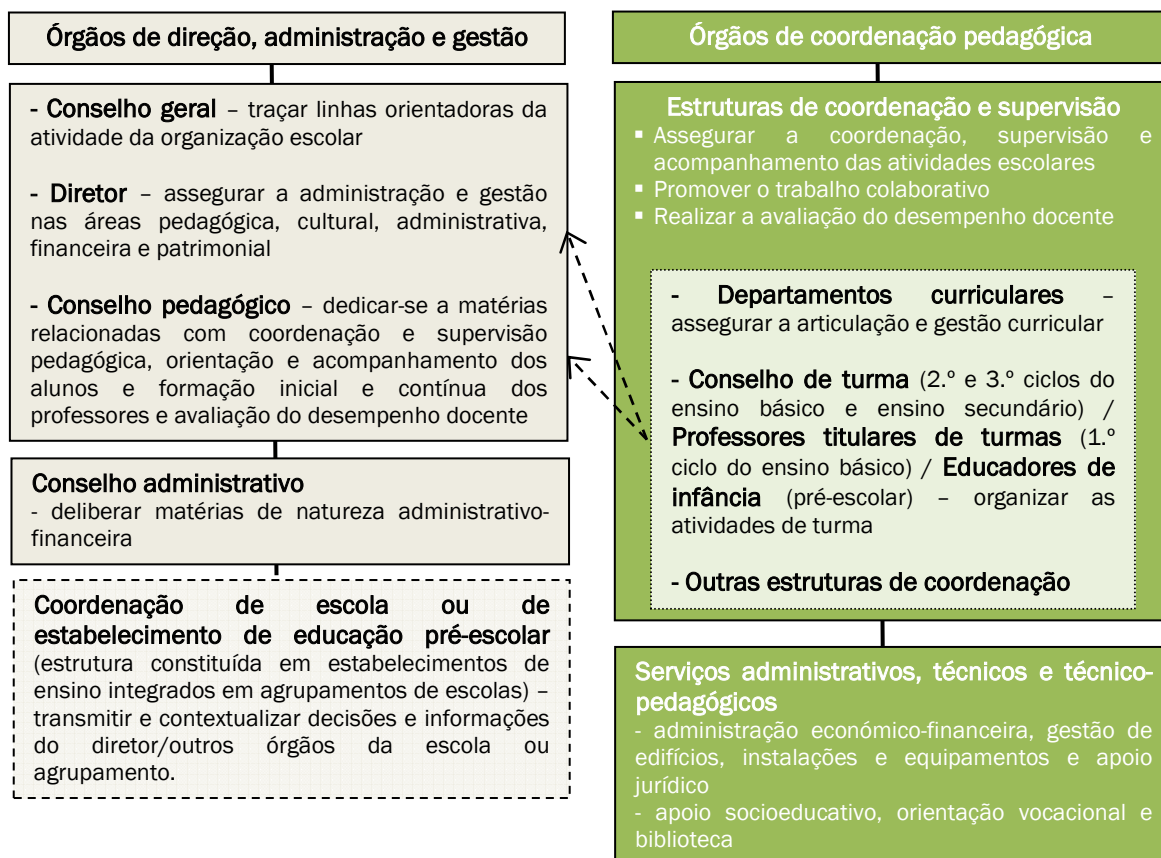 Órgãos de direção, administração e gestão
- Conselho geral – traçar linhas orientadoras da
atividade da organização escolar
- Diretor – assegurar a administração e gestão
nas áreas pedagógica, cultural, administrativa,
financeira e patrimonial
- Conselho pedagógico – dedicar-se a matérias
relacionadas com coordenação e supervisão
pedagógica, orientação e acompanhamento dos
alunos e formação inicial e contínua dos
professores e avaliação do desempenho docente
Conselho administrativo
- deliberar matérias de natureza administrativo-
financeira
Coordenação de escola ou de
estabelecimento de educação pré-escolar
(estrutura constituída em estabelecimentos de
ensino integrados em agrupamentos de escolas) –
transmitir e contextualizar decisões e informações
do diretor/outros órgãos da escola ou
agrupamento.
Órgãos de coordenação pedagógica
Estruturas de coordenação e supervisão
▪ Assegurar a coordenação, supervisão e
acompanhamento das atividades escolares
▪ Promover o trabalho colaborativo
▪ Realizar a avaliação do desempenho docente
- Departamentos curriculares –
assegurar a articulação e gestão curricular
- Conselho de turma (2.º e 3.º ciclos do
ensino básico e ensino secundário) /
Professores titulares de turmas (1.º
ciclo do ensino básico) / Educadores de
infância (pré-escolar) – organizar as
atividades de turma
- Outras estruturas de coordenação
Serviços administrativos, técnicos e técnico-
pedagógicos
- administração económico-financeira, gestão de
edifícios, instalações e equipamentos e apoio
jurídico
- apoio socioeducativo, orientação vocacional e
biblioteca